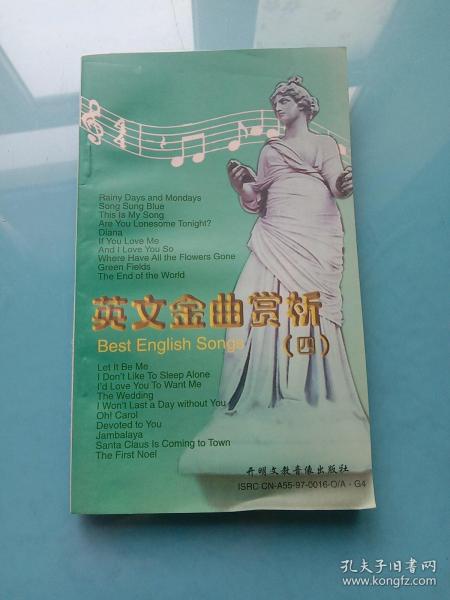 Rainy Days and Mondays
Song Sung Blue
This Is My Song
Are You Lonesome Tonight?
Diana
If You Love Me
And I Love You So
Where Have All the Flowers Gone
Green Fields
The End of the World
英文金曲赏析
Best English Songs
(四)
Let It Be Me
I Don't Like To Sleep Alone
I'd Love You To Want Me
The Wedding
I Won't Last a Day without You
Oh! Carol
Devoted to You
Jambalaya
Santa Claus Is Coming to Town
The First Noel
开明文教音像出版社
ISRC CN-A55-97-0016-O/A·G4
孔夫子旧书网
www.kongfz.com